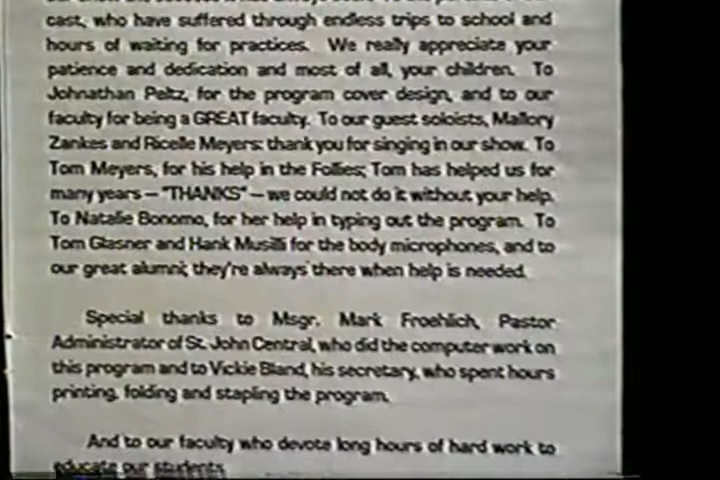 cast, who have suffered through endless trips to school and
hours of waiting for practices. We really appreciate your
patience and dedication and most of all, your children. To
Johnathan Peltz, for the program cover design, and to our
faculty for being a GREAT faculty. To our guest soloists, Mallory
Zankes and Ricelle Meyers: thank you for singing in our show. To
Tom Meyers, for his help in the Follies; Tom has helped us for
many years — "THANKS" — we could not do it without your help.
To Natalie Bonomo, for her help in typing out the program. To
Tom Glasner and Hank Musilli for the body microphones, and to
our great alumni; they're always there when help is needed.
Special thanks to Msgr. Mark Froehlich, Pastor
Administrator of St. John Central, who did the computer work on
this program and to Vickie Bland, his secretary, who spent hours
printing, folding and stapling the program.
And to our faculty who devote long hours of hard work to
educate our students